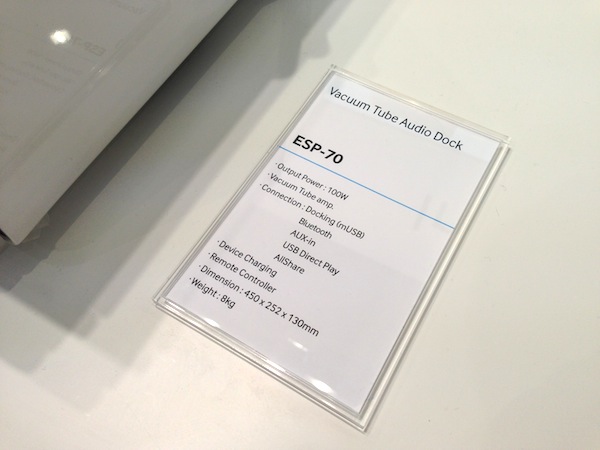 Vacuum Tube Audio Dock
ESP-70
· Output Power : 100W
· Vacuum Tube amp.
· Connection : Docking (mUSB)
Bluetooth
AUX-in
USB Direct Play
AllShare
· Device Charging
· Remote Controller
· Dimension : 450 x 252 x 130mm
· Weight : 8kg